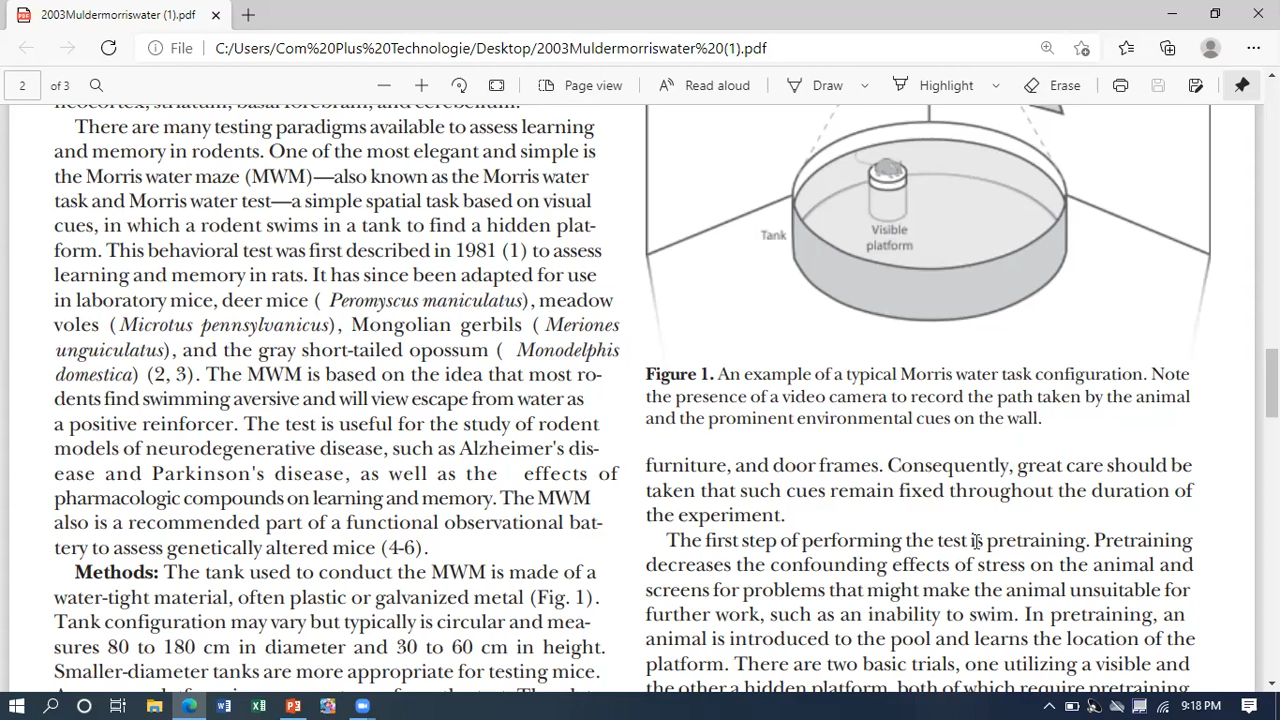 2003Muldermorriswater (1).pdf
File C:/Users/Com%20Plus%20Technologie/Desktop/2003Muldermorriswater%20(1).pdf
2 of 3
Page view
Read aloud
Draw
Highlight
Erase
neocortex, striatum, basal forebrain, and cerebellum.
There are many testing paradigms available to assess learning
and memory in rodents. One of the most elegant and simple is
the Morris water maze (MWM)—also known as the Morris water
task and Morris water test—a simple spatial task based on visual
cues, in which a rodent swims in a tank to find a hidden plat-
form. This behavioral test was first described in 1981 (1) to assess
learning and memory in rats. It has since been adapted for use
in laboratory mice, deer mice ( Peromyscus maniculatus), meadow
voles ( Microtus pennsylvanicus), Mongolian gerbils ( Meriones
unguiculatus), and the gray short-tailed opossum ( Monodelphis
domestica) (2, 3). The MWM is based on the idea that most ro-
dents find swimming aversive and will view escape from water as
a positive reinforcer. The test is useful for the study of rodent
models of neurodegenerative disease, such as Alzheimer's dis-
ease and Parkinson's disease, as well as the effects of
pharmacologic compounds on learning and memory. The MWM
also is a recommended part of a functional observational bat-
tery to assess genetically altered mice (4-6).
Methods: The tank used to conduct the MWM is made of a
water-tight material, often plastic or galvanized metal (Fig. 1).
Tank configuration may vary but typically is circular and mea-
sures 80 to 180 cm in diameter and 30 to 60 cm in height.
Smaller-diameter tanks are more appropriate for testing mice.
Tank
Visible
platform
Figure 1. An example of a typical Morris water task configuration. Note
the presence of a video camera to record the path taken by the animal
and the prominent environmental cues on the wall.
furniture, and door frames. Consequently, great care should be
taken that such cues remain fixed throughout the duration of
the experiment.
The first step of performing the test is pretraining. Pretraining
decreases the confounding effects of stress on the animal and
screens for problems that might make the animal unsuitable for
further work, such as an inability to swim. In pretraining, an
animal is introduced to the pool and learns the location of the
platform. There are two basic trials, one utilizing a visible and
the other a hidden platform, both of which require pretraining
9:18 PM